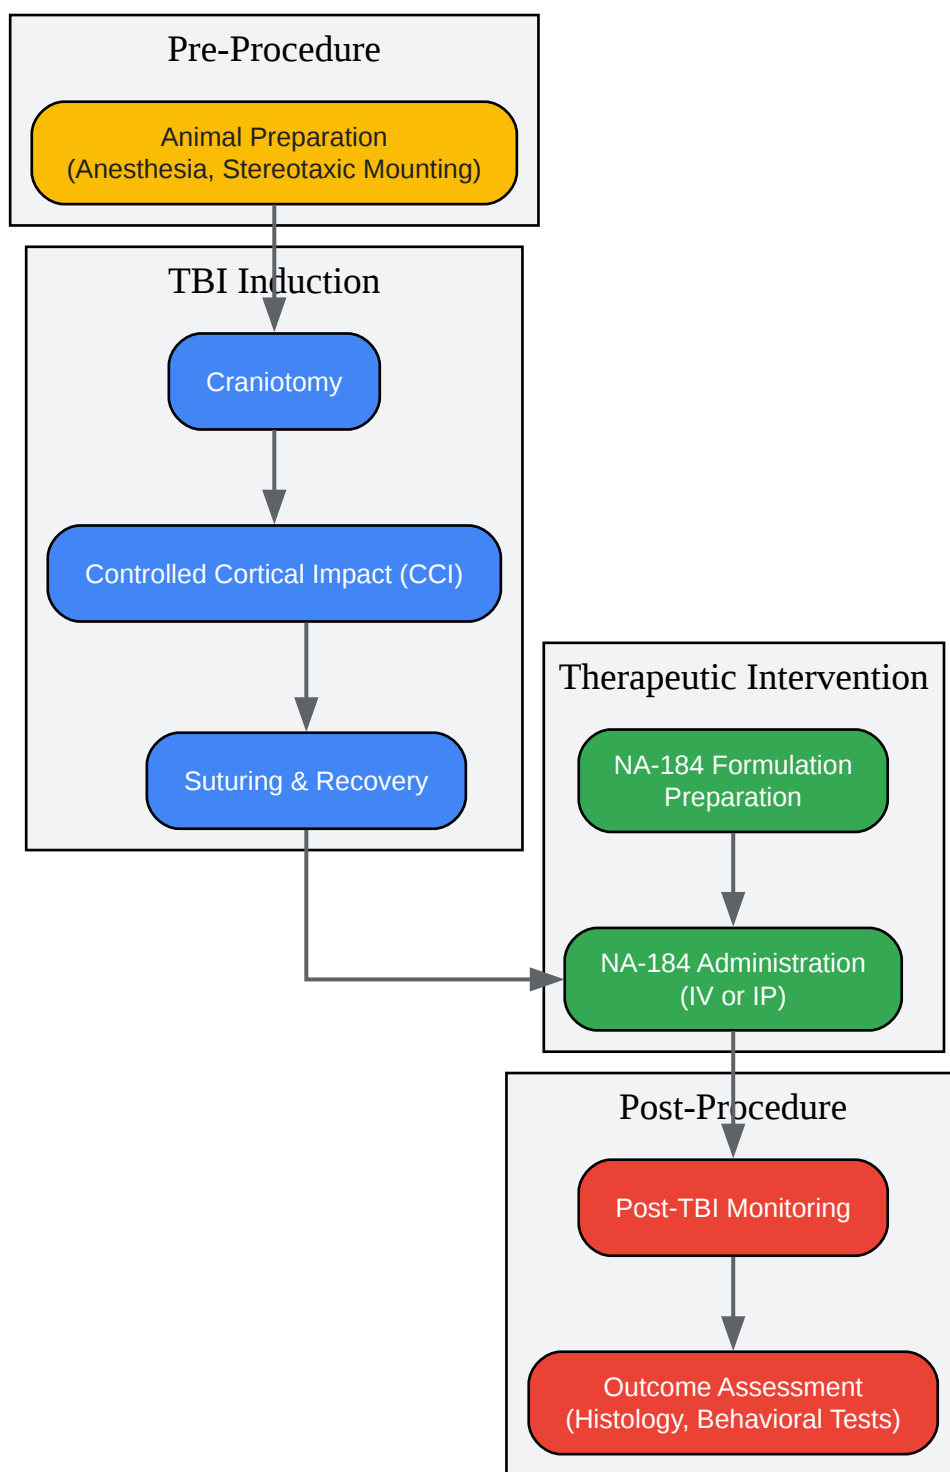 Pre-Procedure
Animal Preparation
(Anesthesia, Stereotaxic Mounting)
TBI Induction
Craniotomy
Controlled Cortical Impact (CCI)
Suturing & Recovery
Therapeutic Intervention
NA-184 Formulation
Preparation
NA-184 Administration
(IV or IP)
Post-Procedure
Post-TBI Monitoring
Outcome Assessment
(Histology, Behavioral Tests)